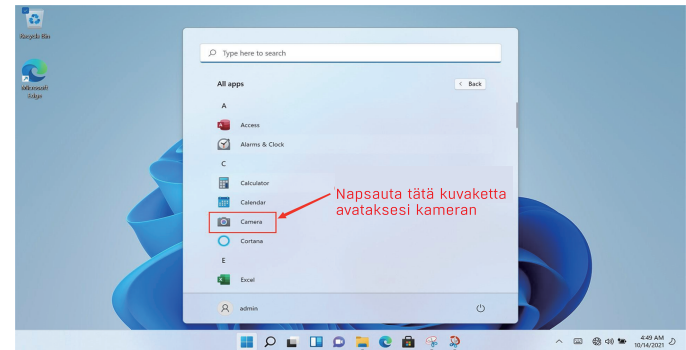 Recycle Bin
Microsoft
Edge
Type here to search
All apps
< Back
A
Access
Alarms & Clock
C
Calculator
Calendar
Camera
Cortana
E
Excel
admin
Napsauta tätä kuvaketta
avataksesi kameran
4:49 AM
10/14/2021